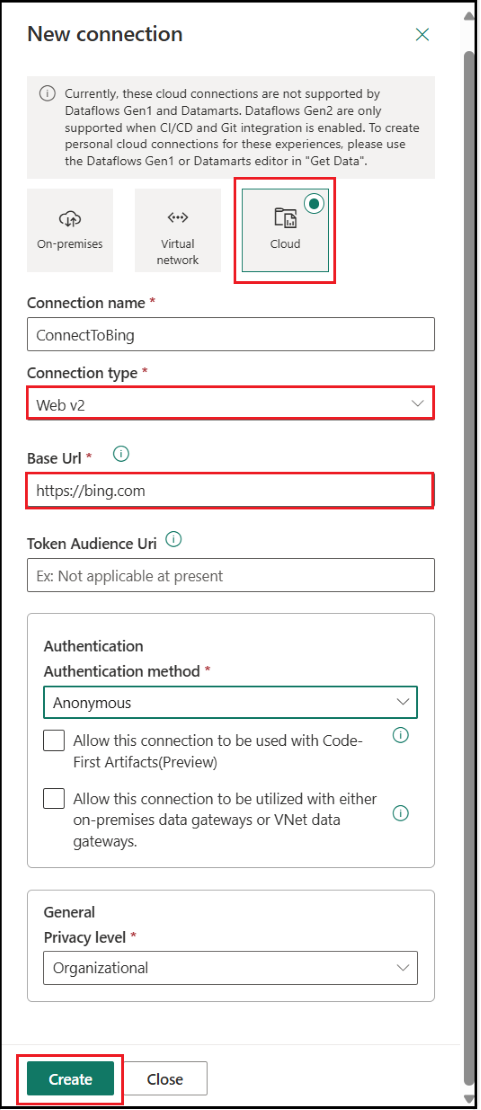 New connection
Currently, these cloud connections are not supported by
Dataflows Gen1 and Datamarts. Dataflows Gen2 are only
supported when CI/CD and Git integration is enabled. To create
personal cloud connections for these experiences, please use
the Dataflows Gen1 or Datamarts editor in "Get Data".
On-premises
Virtual
network
Cloud
Connection name *
ConnectToBing
Connection type *
Web v2
Base Url *
https://bing.com
Token Audience Uri
Ex: Not applicable at present
Authentication
Authentication method *
Anonymous
Allow this connection to be used with Code-
First Artifacts(Preview)
Allow this connection to be utilized with either
on-premises data gateways or VNet data
gateways.
General
Privacy level *
Organizational
Create
Close